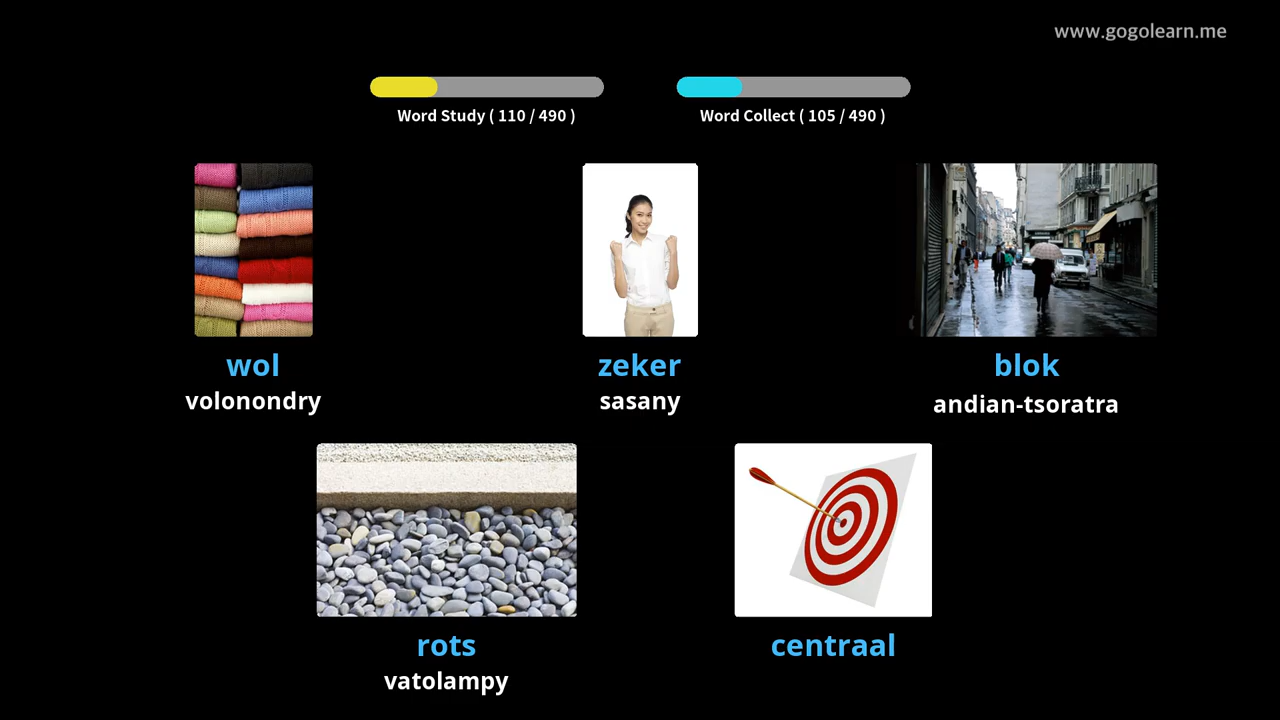 www.gogolearn.me
Word Study ( 110 / 490 )
Word Collect ( 105 / 490 )
wol
volonondry
zeker
sasany
blok
andian-tsoratra
rots
vatolampy
centraal